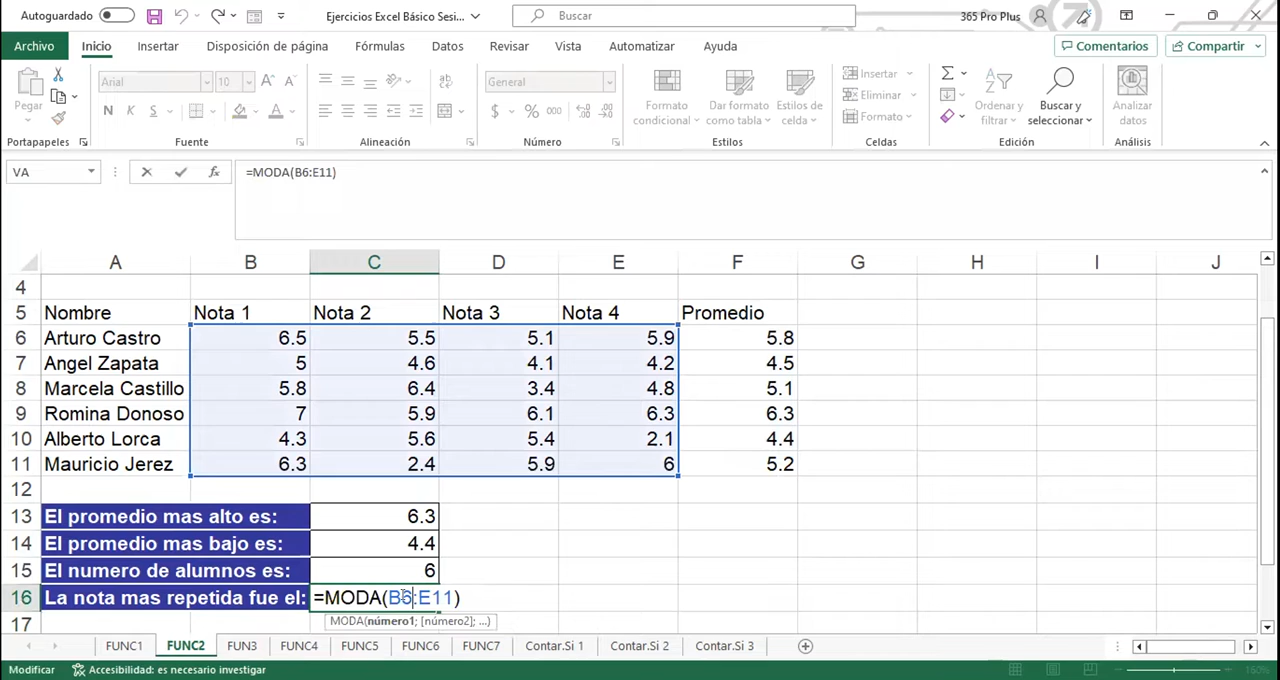 Autoguardado Ejercicios Excel Básico Sesi... Buscar 365 Pro Plus
Archivo Inicio Insertar Disposición de página Fórmulas Datos Revisar Vista Automatizar Ayuda Comentarios Compartir
Pegar Arial 10 General Insertar Eliminar Formato
N K S $ % 000
Formato condicional Dar formato como tabla Estilos de celda Ordenar y filtrar Buscar y seleccionar Analizar datos
Portapapeles Fuente Alineación Número Estilos Celdas Edición Análisis
VA fx =MODA(B6:E11)
A B C D E F G H I J
4
5 Nombre Nota 1 Nota 2 Nota 3 Nota 4 Promedio
6 Arturo Castro 6.5 5.5 5.1 5.9 5.8
7 Angel Zapata 5 4.6 4.1 4.2 4.5
8 Marcela Castillo 5.8 6.4 3.4 4.8 5.1
9 Romina Donoso 7 5.9 6.1 6.3 6.3
10 Alberto Lorca 4.3 5.6 5.4 2.1 4.4
11 Mauricio Jerez 6.3 2.4 5.9 6 5.2
12
13 El promedio mas alto es: 6.3
14 El promedio mas bajo es: 4.4
15 El numero de alumnos es: 6
16 La nota mas repetida fue el: =MODA(B6:E11)
17 MODA(número1; [número2]; ...)
FUNC1 FUNC2 FUN3 FUNC4 FUNC5 FUNC6 FUNC7 Contar.Si 1 Contar.Si 2 Contar.Si 3
Modificar Accesibilidad: es necesario investigar 160%